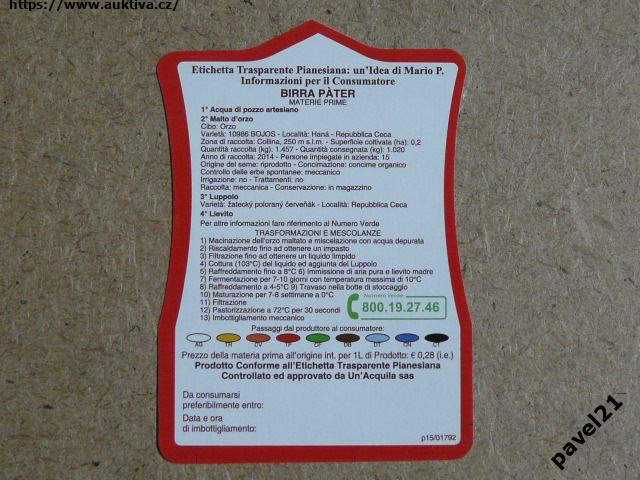 https://www.auktiva.cz/
Etichetta Trasparente Pianesiana: un'Idea di Mario P.
Informazioni per il Consumatore
BIRRA PÀTER
MATERIE PRIME
1° Acqua di pozzo artesiano
2° Malto d'orzo
Cibo: Orzo
Varietà: 10986 BOJOS - Località: Haná - Repubblica Ceca
Zona di raccolta: Collina, 250 m s.l.m. - Superficie coltivata (ha): 0,2
Quantità raccolta (kg): 1.457 - Quantità consegnata (kg): 1.020
Anno di raccolta: 2014 - Persone impiegate in azienda: 15
Origine del seme: riprodotto - Concimazione: concime organico
Controllo delle erbe spontanee: meccanico
Irrigazione: no - Trattamenti: no
Raccolta: meccanica - Conservazione: in magazzino
3° Luppolo
Varietà: žatecký poloraný červeňák - Località: Repubblica Ceca
4° Lievito
Per altre informazioni fare riferimento al Numero Verde
TRASFORMAZIONI E MESCOLANZE
1) Macinazione dell'orzo maltato e miscelazione con acqua depurata
2) Riscaldamento fino ad ottenere un impasto
3) Filtrazione fino ad ottenere un liquido limpido
4) Cottura (103°C) del liquido ed aggiunta del Luppolo
5) Raffreddamento fino a 8°C 6) Immissione di aria pura e lievito madre
7) Fermentazione per 7-10 giorni con temperatura massima di 10°C
8) Raffreddamento a 4-5°C 9) Travaso nella botte di stoccaggio
10) Maturazione per 7-8 settimane a 0°C
11) Filtrazione
12) Pastorizzazione a 72°C per 30 secondi
13) Imbottigliamento meccanico
Numero Verde
800.19.27.46
Passaggi dal produttore al consumatore:
AG TR CV TP CF DB DT CN CT
Prezzo della materia prima all'origine int. per 1L di Prodotto: € 0,28 (i.e.)
Prodotto Conforme all'Etichetta Trasparente Pianesiana
Controllato ed approvato da Un'Acquila sas
Da consumarsi
preferibilmente entro:
Data e ora
di imbottigliamento:
p15/01792
pavel21